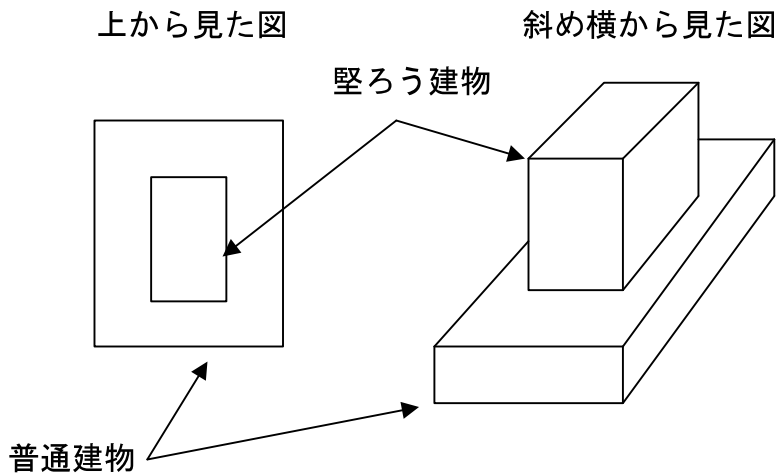 上から見た図
斜め横から見た図
堅ろう建物
普通建物